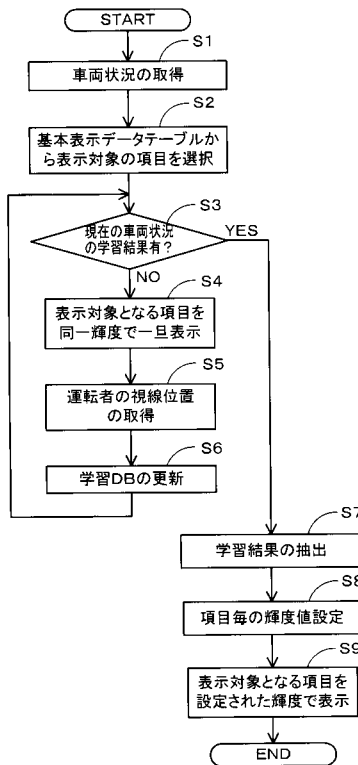 START
S1
車両状況の取得
S2
基本表示データテーブルか
ら表示対象の項目を選択
S3
現在の車両状況
の学習結果有?
YES
NO
S4
表示対象となる項目を
同一輝度で一旦表示
S5
運転者の視線位置
の取得
S6
学習DBの更新
S7
学習結果の抽出
S8
項目毎の輝度値設定
S9
表示対象となる項目を
設定された輝度で表示
END